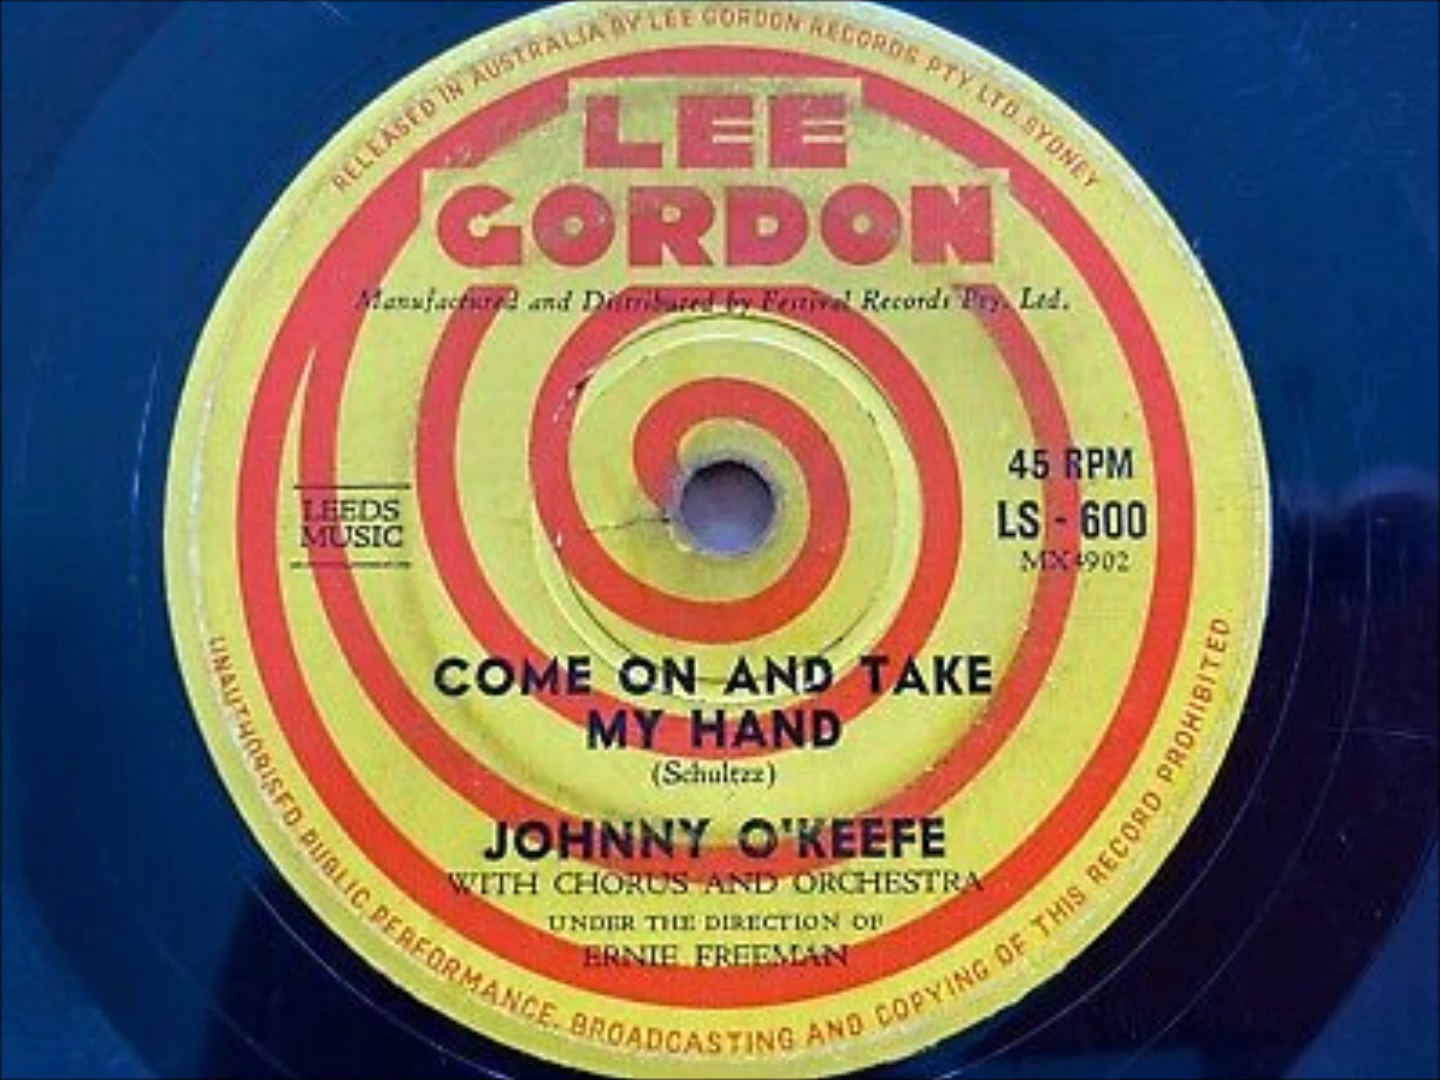 RELEASED IN AUSTRALIA BY LEE GORDON RECORDS PTY. LTD. SYDNEY
LEE
GORDON
Manufactured and Distributed by Festival Records Pty. Ltd.
45 RPM
LEEDS
MUSIC
LS - 600
MX4902
COME ON AND TAKE
MY HAND
(Schultzz)
JOHNNY O'KEEFE
WITH CHORUS AND ORCHESTRA
UNDER THE DIRECTION OF
ERNIE FREEMAN
UNAUTHORISED PUBLIC PERFORMANCE, BROADCASTING AND COPYING OF THIS RECORD PROHIBITED